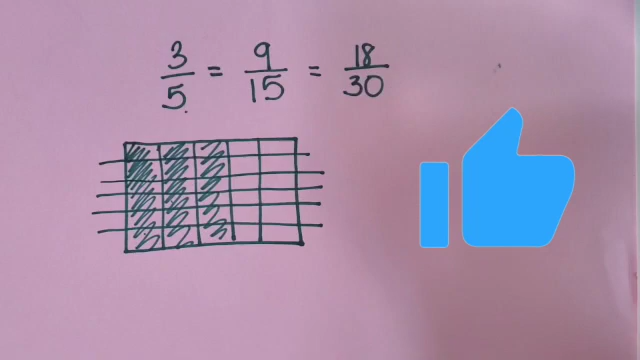 3/5 = 9/15 = 18/30